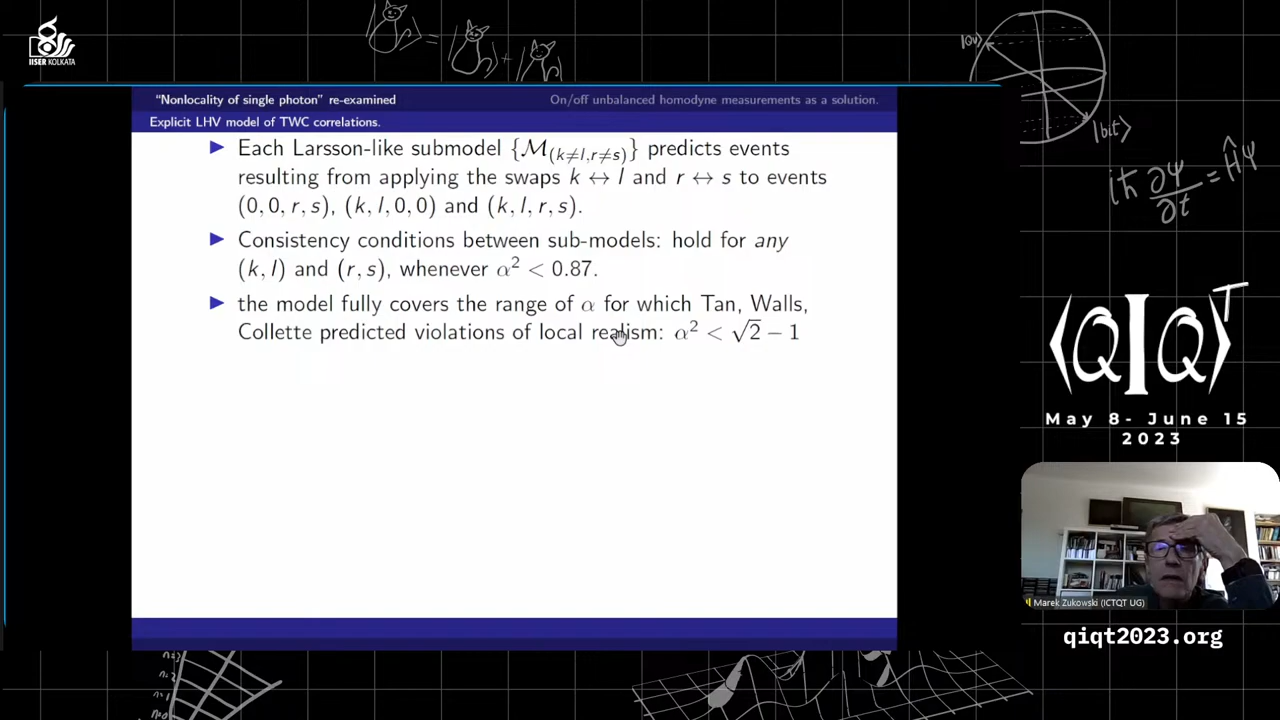 IISER KOLKATA
"Nonlocality of single photon" re-examined
On/off unbalanced homodyne measurements as a solution.
Explicit LHV model of TWC correlations.
▶ Each Larsson-like submodel {ℳ₍ₖ≠ₗ,ᵣ≠ₛ₎} predicts events
resulting from applying the swaps k ↔ l and r ↔ s to events
(0, 0, r, s), (k, l, 0, 0) and (k, l, r, s).
▶ Consistency conditions between sub-models: hold for any
(k, l) and (r, s), whenever α² < 0.87.
▶ the model fully covers the range of α for which Tan, Walls,
Collette predicted violations of local realism: α² < √2 − 1
|0ν⟩
|bit⟩
iħ ∂ψ/∂t = Ĥψ
⟨Q|Q⟩ᵀ
May 8- June 15
2023
Marek Zukowski (ICTQT UG)
qiqt2023.org
n=3
n=2
n=1
n=0